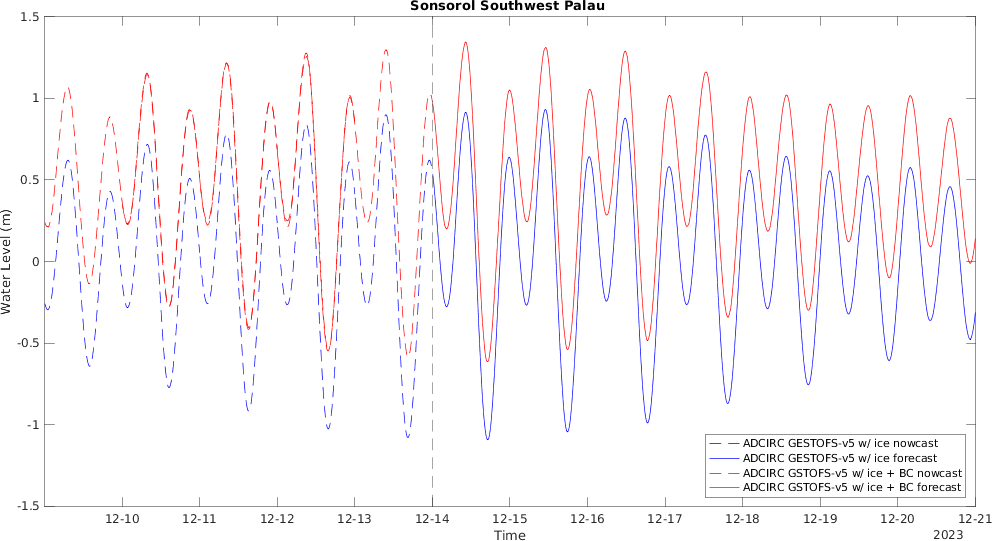 Sonsorol Southwest Palau
1.5
1
0.5
0
-0.5
-1
-1.5
Water Level (m)
ADCIRC GESTOFS-v5 w/ ice nowcast
ADCIRC GESTOFS-v5 w/ ice forecast
ADCIRC GSTOFS-v5 w/ ice + BC nowcast
ADCIRC GSTOFS-v5 w/ ice + BC forecast
12-10 12-11 12-12 12-13 12-14 12-15 12-16 12-17 12-18 12-19 12-20 12-21
Time
2023